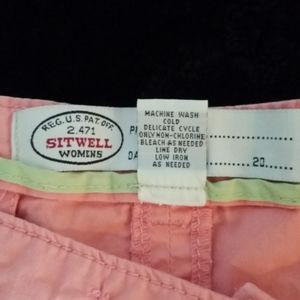 REG. U.S. PAT. OFF.
2,471
SITWELL
WOMENS
MACHINE WASH
COLD
DELICATE CYCLE
ONLY NON-CHLORINE
BLEACH AS NEEDED
LINE DRY
LOW IRON
AS NEEDED
20